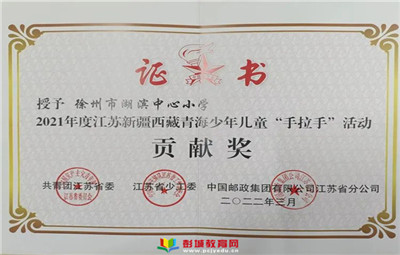 证书
授予 徐州市湖滨中心小学
2021年度江苏新疆西藏青海少年儿童“手拉手”活动
贡献奖
共青团江苏省委 江苏省少工委 中国邮政集团有限公司江苏省分公司
二〇二二年三月
彭城教育网